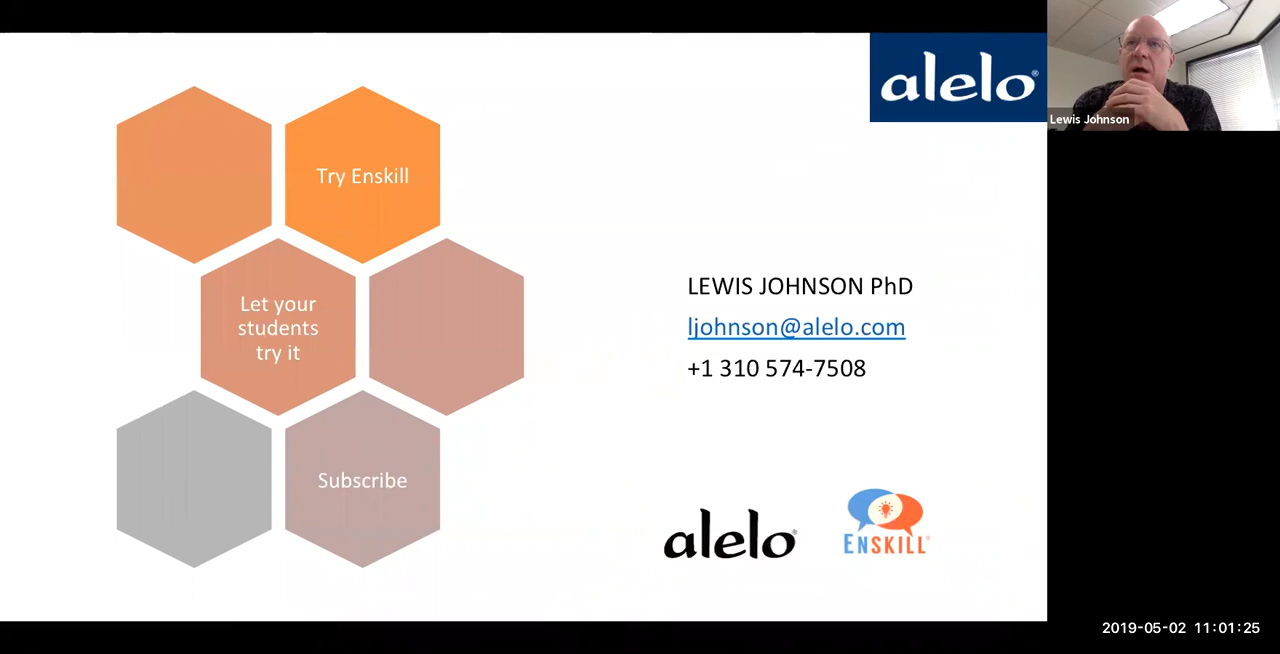 alelo®
Lewis Johnson
Try Enskill
Let your
students
try it
Subscribe
LEWIS JOHNSON PhD
ljohnson@alelo.com
+1 310 574-7508
alelo®
ENSKILL®
2019-05-02 11:01:25